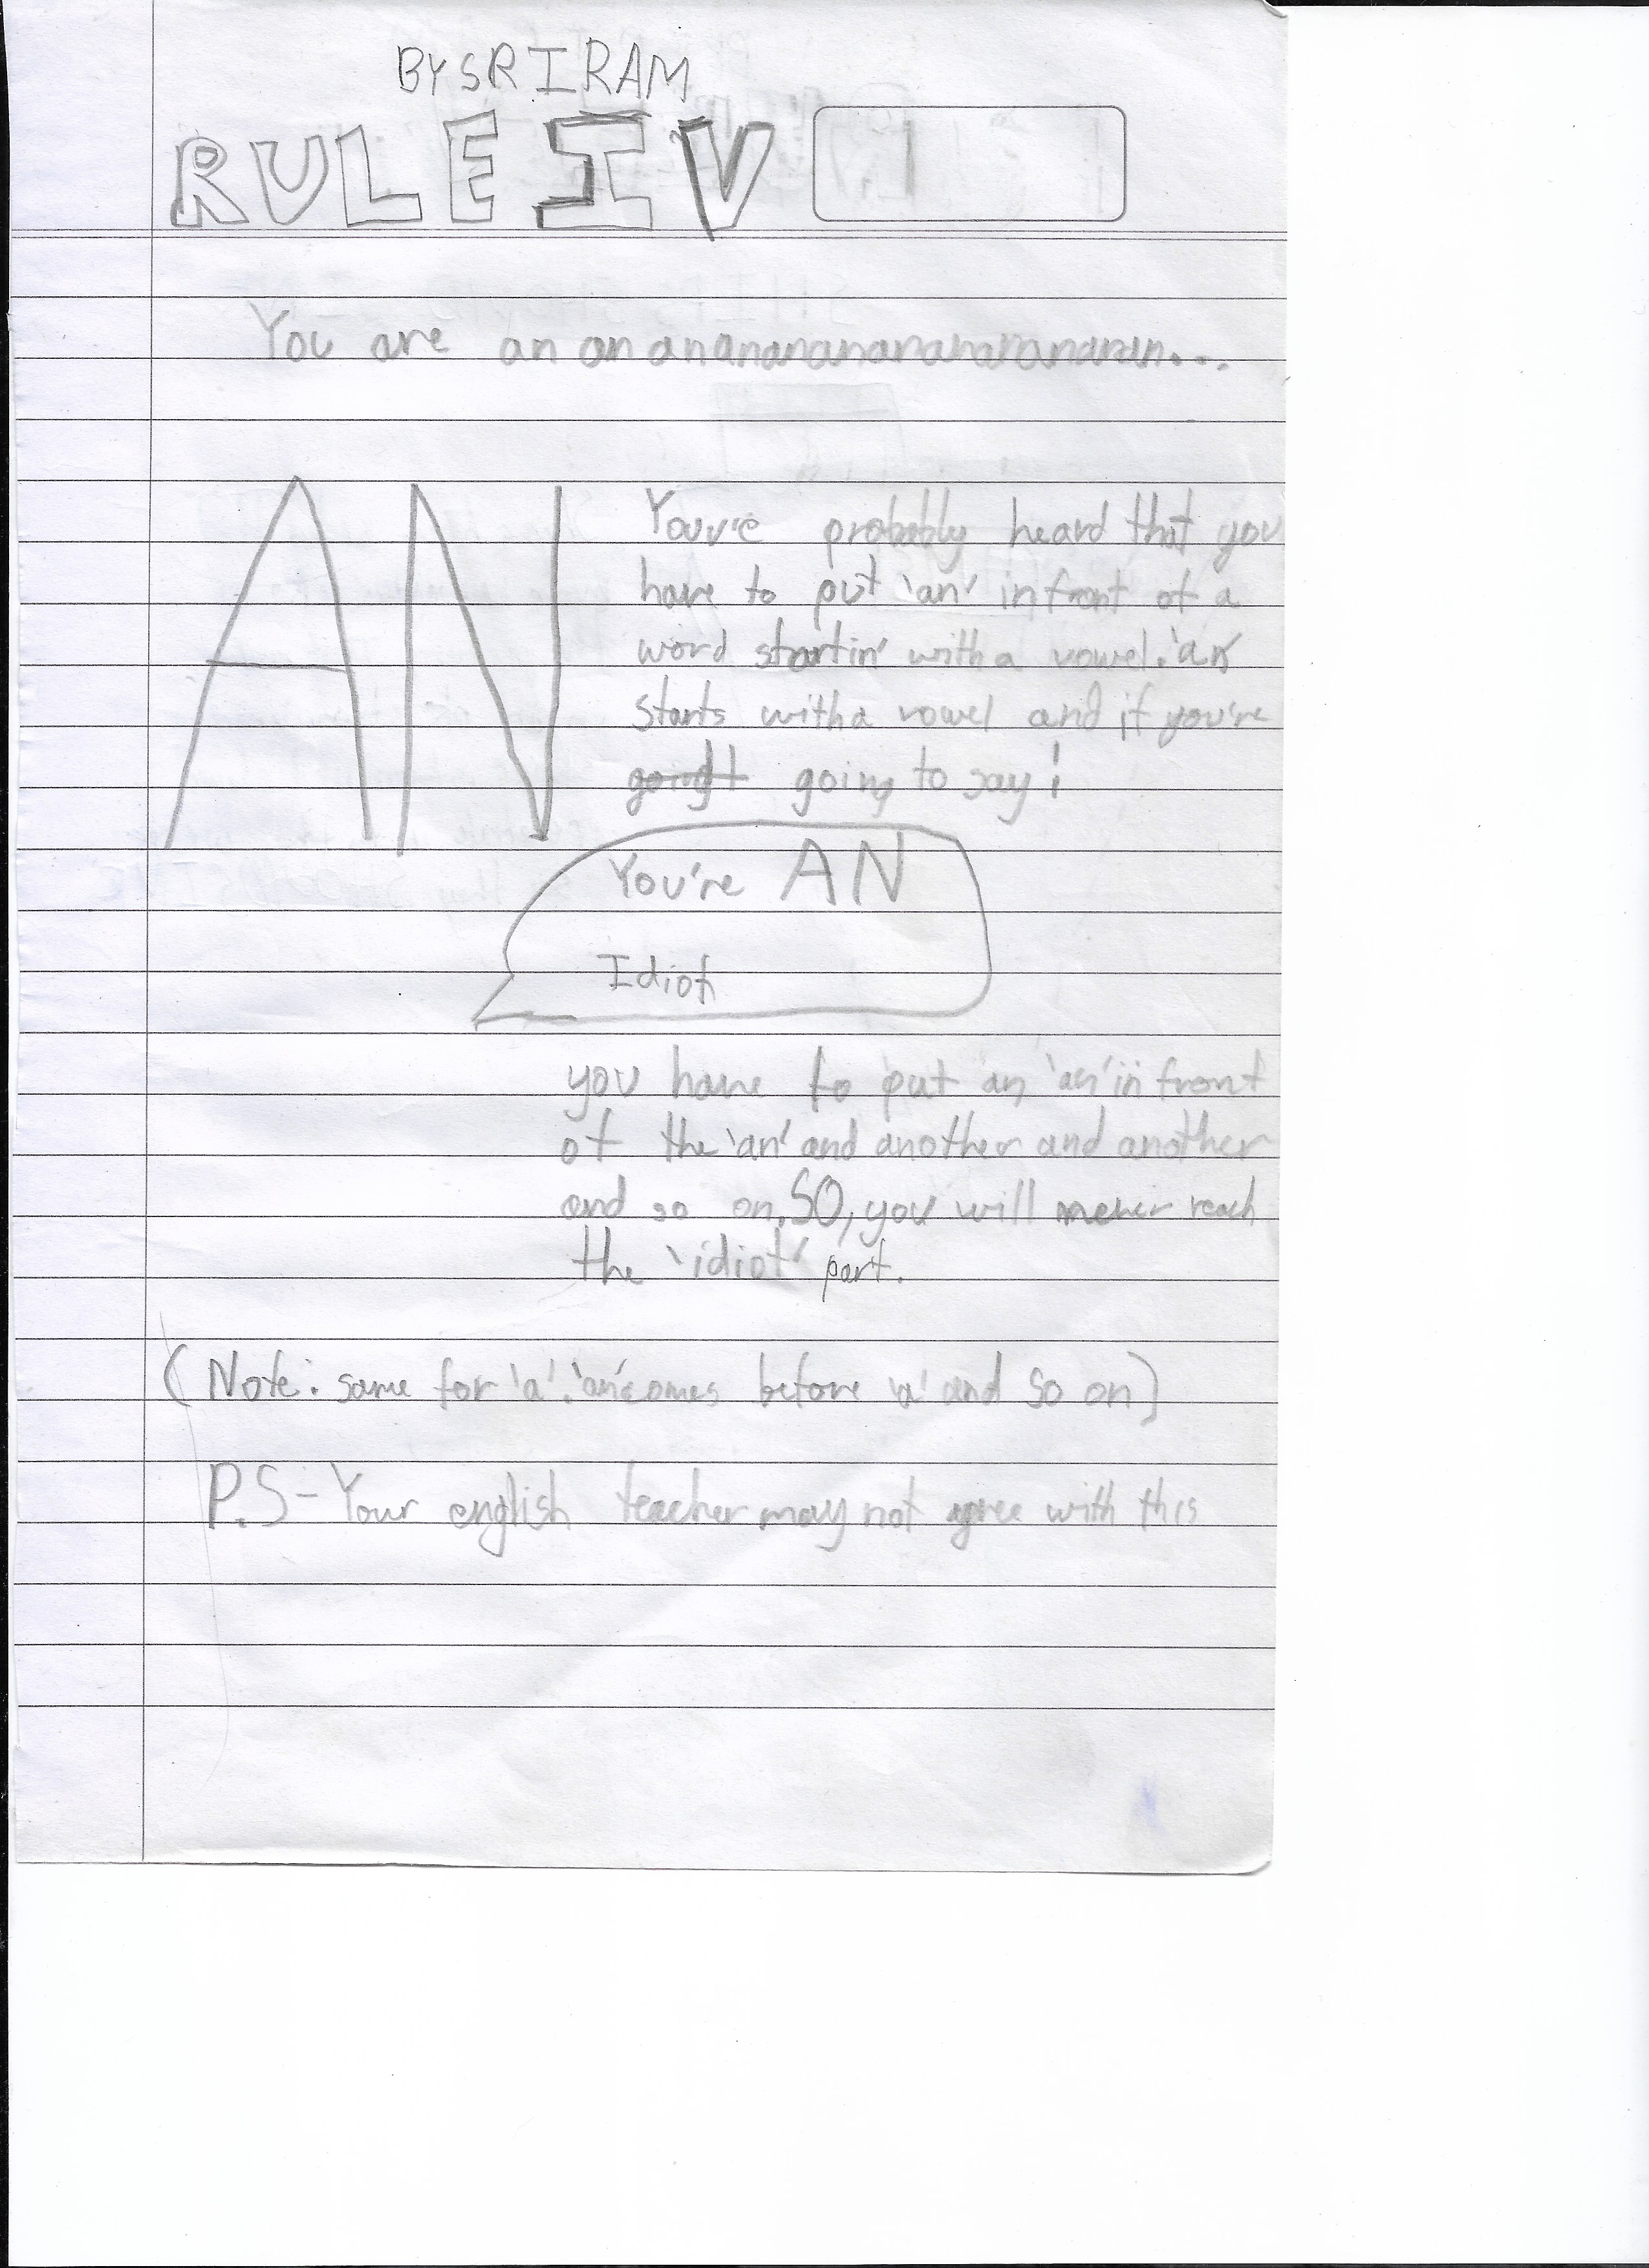 BY SRIRAM
RULE IV
You are an an anananananananananananan...
AN
Youv'e probably heard that you
have to put 'an' infront of a
word startin' with a vowel. 'an'
starts with a vowel and if you're
going to say:
You're AN
Idiot
you have to put an 'an' in front
of the 'an' and another and another
and so on. SO, you will never reach
the 'idiot' part.
(Note: same for 'a'. 'an' comes before 'a' and so on)
P.S - Your english teacher may not agree with this